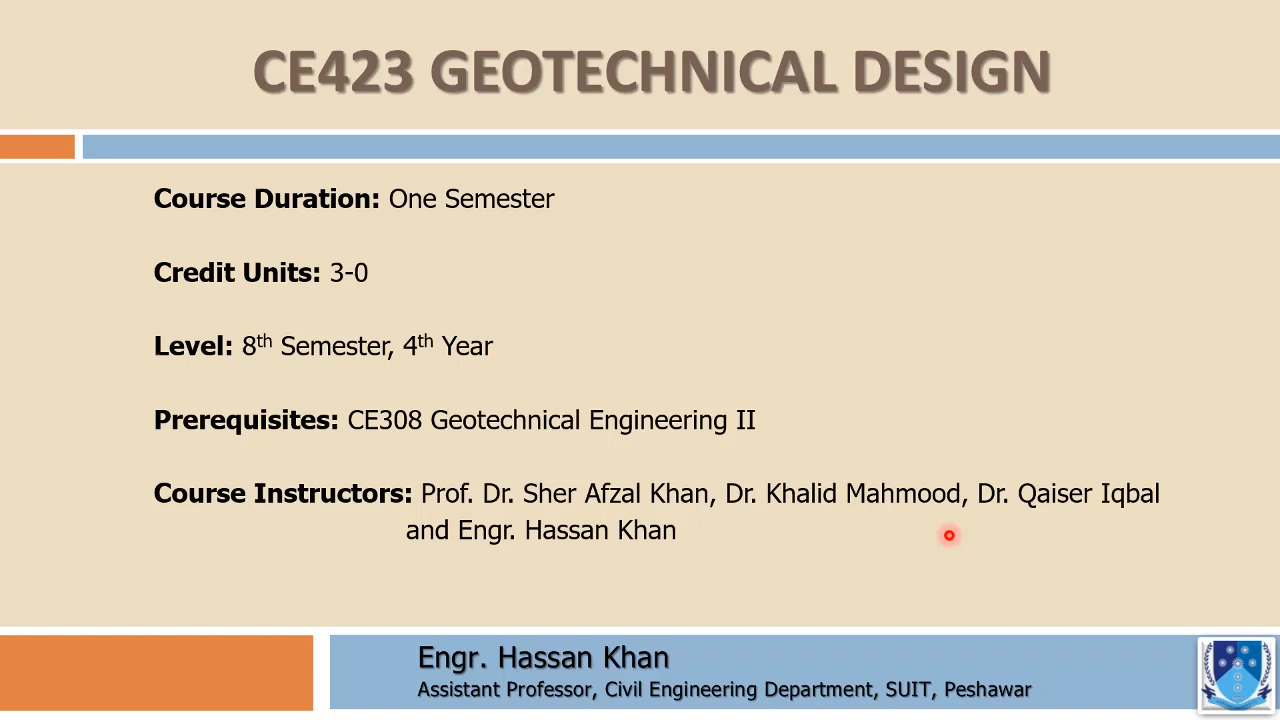 CE423 GEOTECHNICAL DESIGN
Course Duration: One Semester
Credit Units: 3-0
Level: 8th Semester, 4th Year
Prerequisites: CE308 Geotechnical Engineering II
Course Instructors: Prof. Dr. Sher Afzal Khan, Dr. Khalid Mahmood, Dr. Qaiser Iqbal
and Engr. Hassan Khan
Engr. Hassan Khan
Assistant Professor, Civil Engineering Department, SUIT, Peshawar